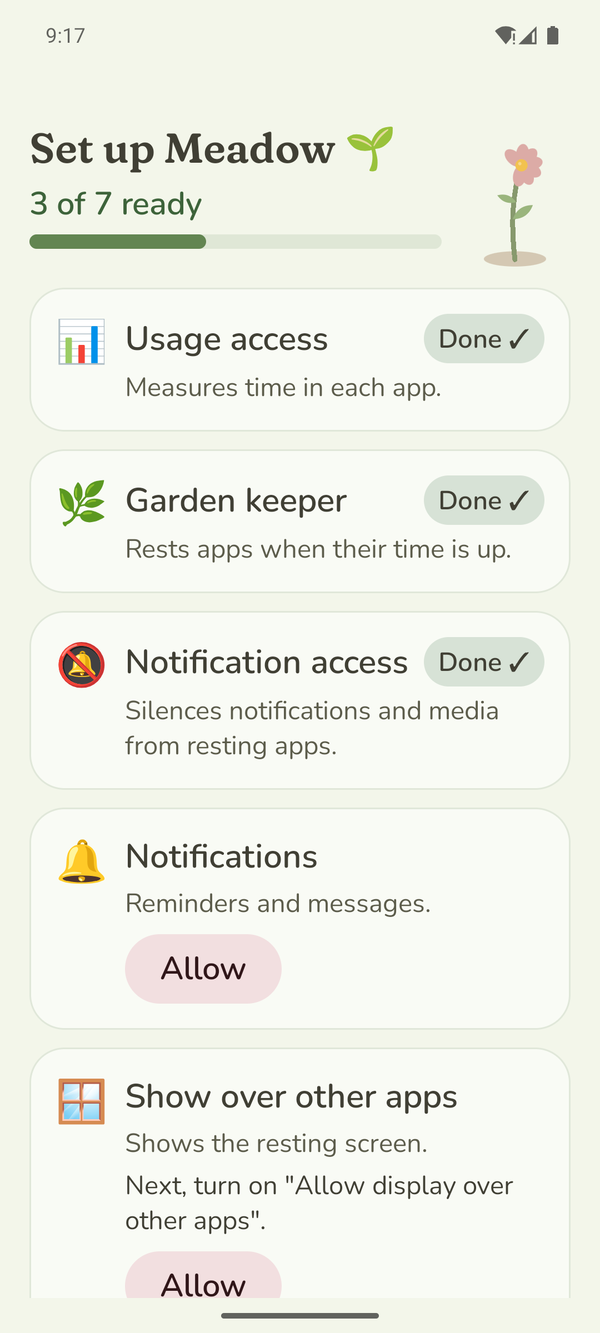 9:17
Set up Meadow
3 of 7 ready
Usage access
Done ✓
Measures time in each app.
Garden keeper
Done ✓
Rests apps when their time is up.
Notification access
Done ✓
Silences notifications and media
from resting apps.
Notifications
Reminders and messages.
Allow
Show over other apps
Shows the resting screen.
Next, turn on "Allow display over
other apps".
Allow